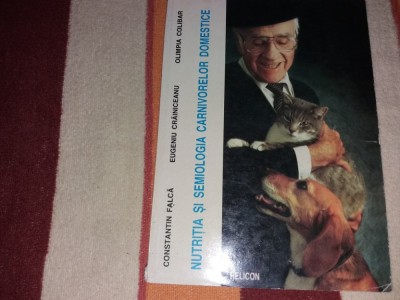 CONSTANTIN FALCĂ EUGENIU CRĂINICEANU OLIMPIA COLIBAR
NUTRIȚIA ȘI SEMIOLOGIA CARNIVORELOR DOMESTICE
HELICON